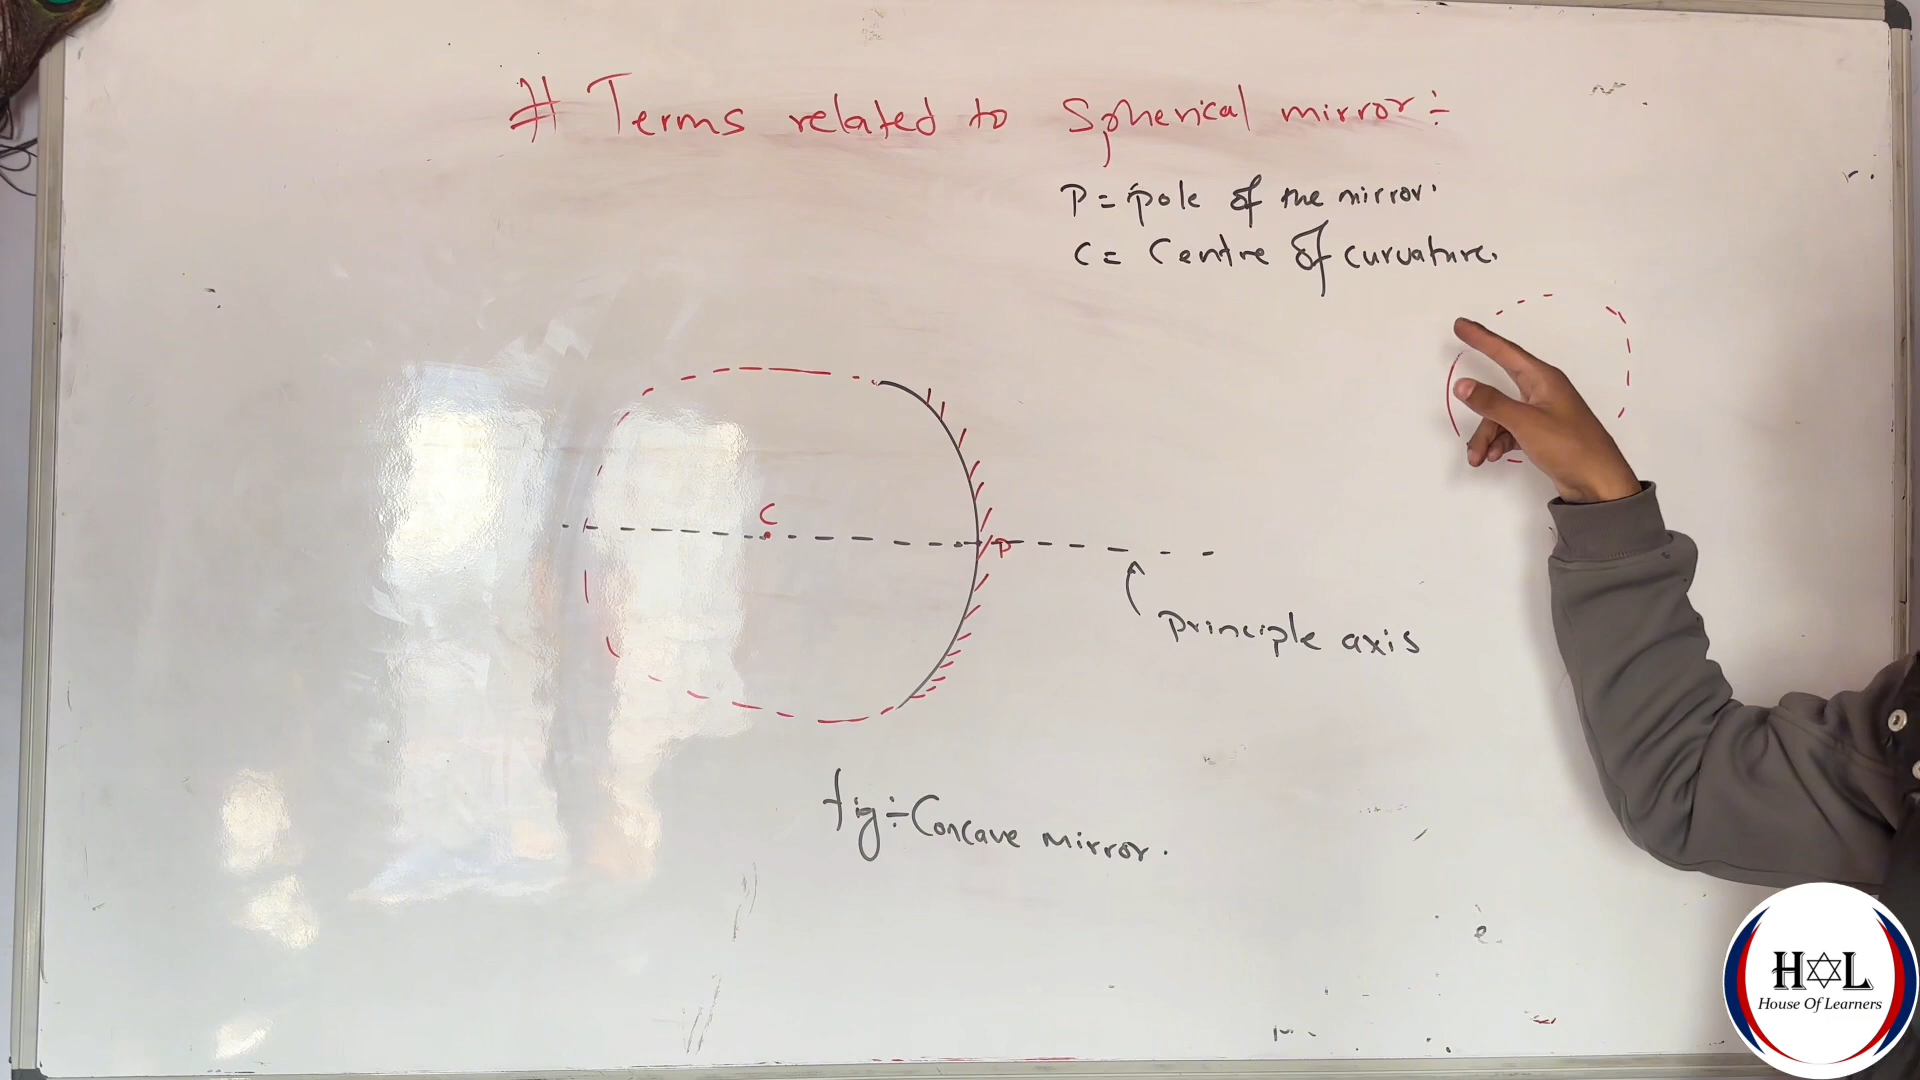 # Terms related to Spherical mirror÷
P = pole of the mirror.
C = Centre of curvature.
C
P
principle axis
fig÷ Concave mirror.
H L
House Of Learners